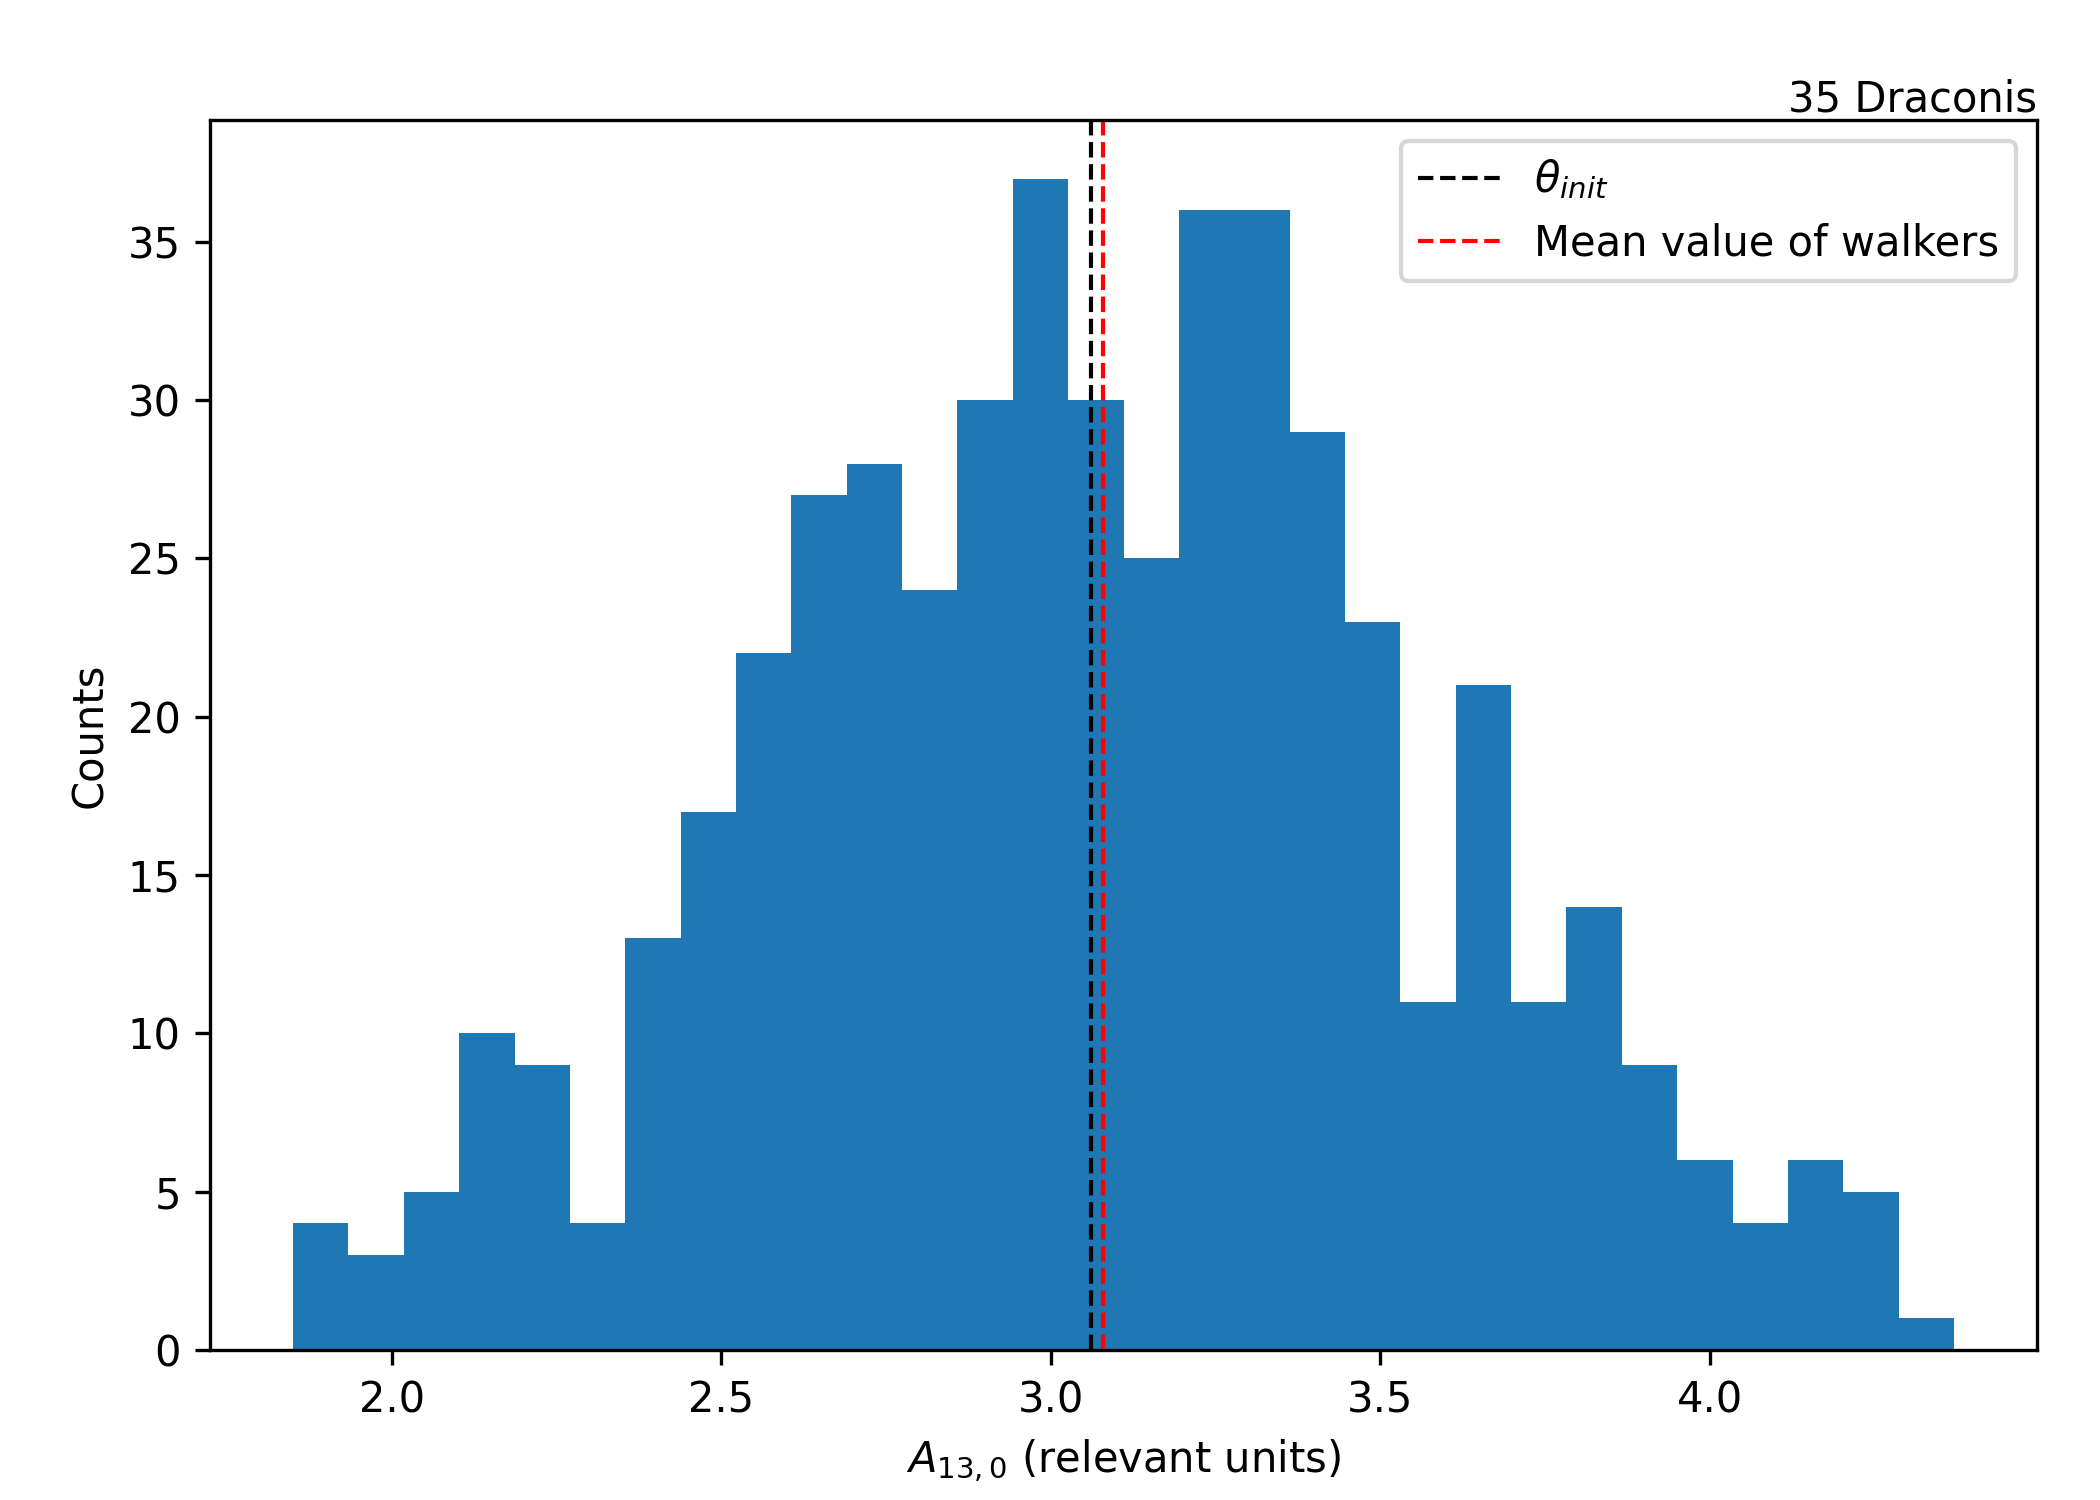 35 Draconis
θinit
Mean value of walkers
35
30
25
20
15
10
5
0
Counts
2.0 2.5 3.0 3.5 4.0
A13,0 (relevant units)